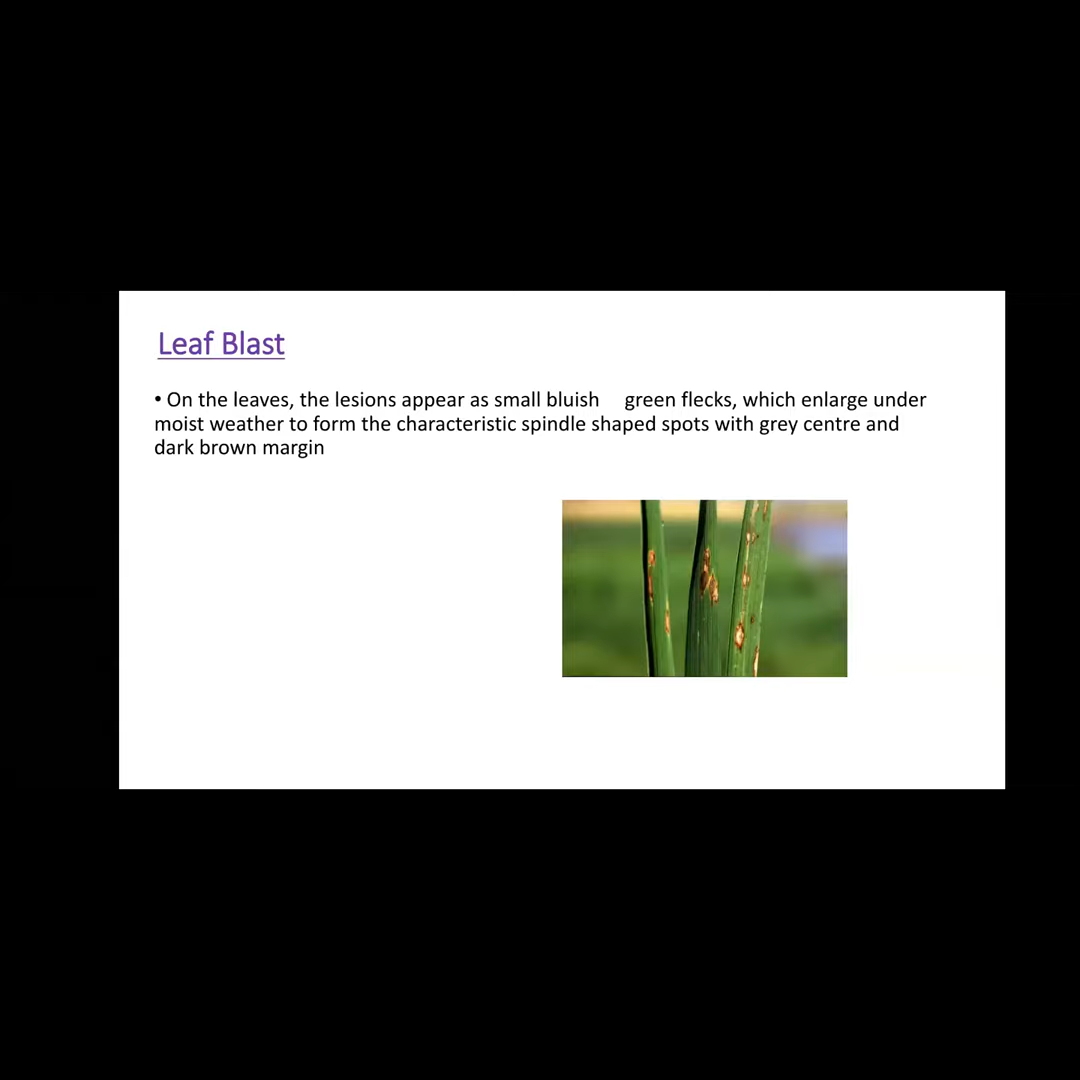 Leaf Blast
• On the leaves, the lesions appear as small bluish green flecks, which enlarge under
moist weather to form the characteristic spindle shaped spots with grey centre and
dark brown margin